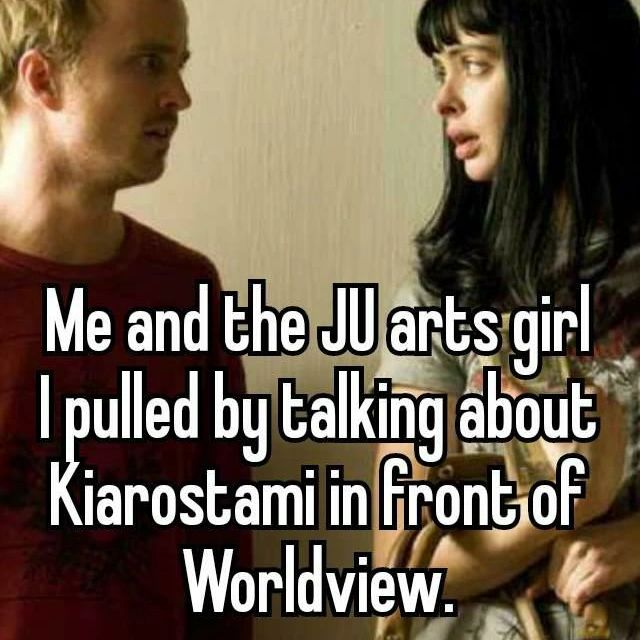 Me and the JU arts girl
I pulled by talking about
Kiarostami in front of
Worldview.